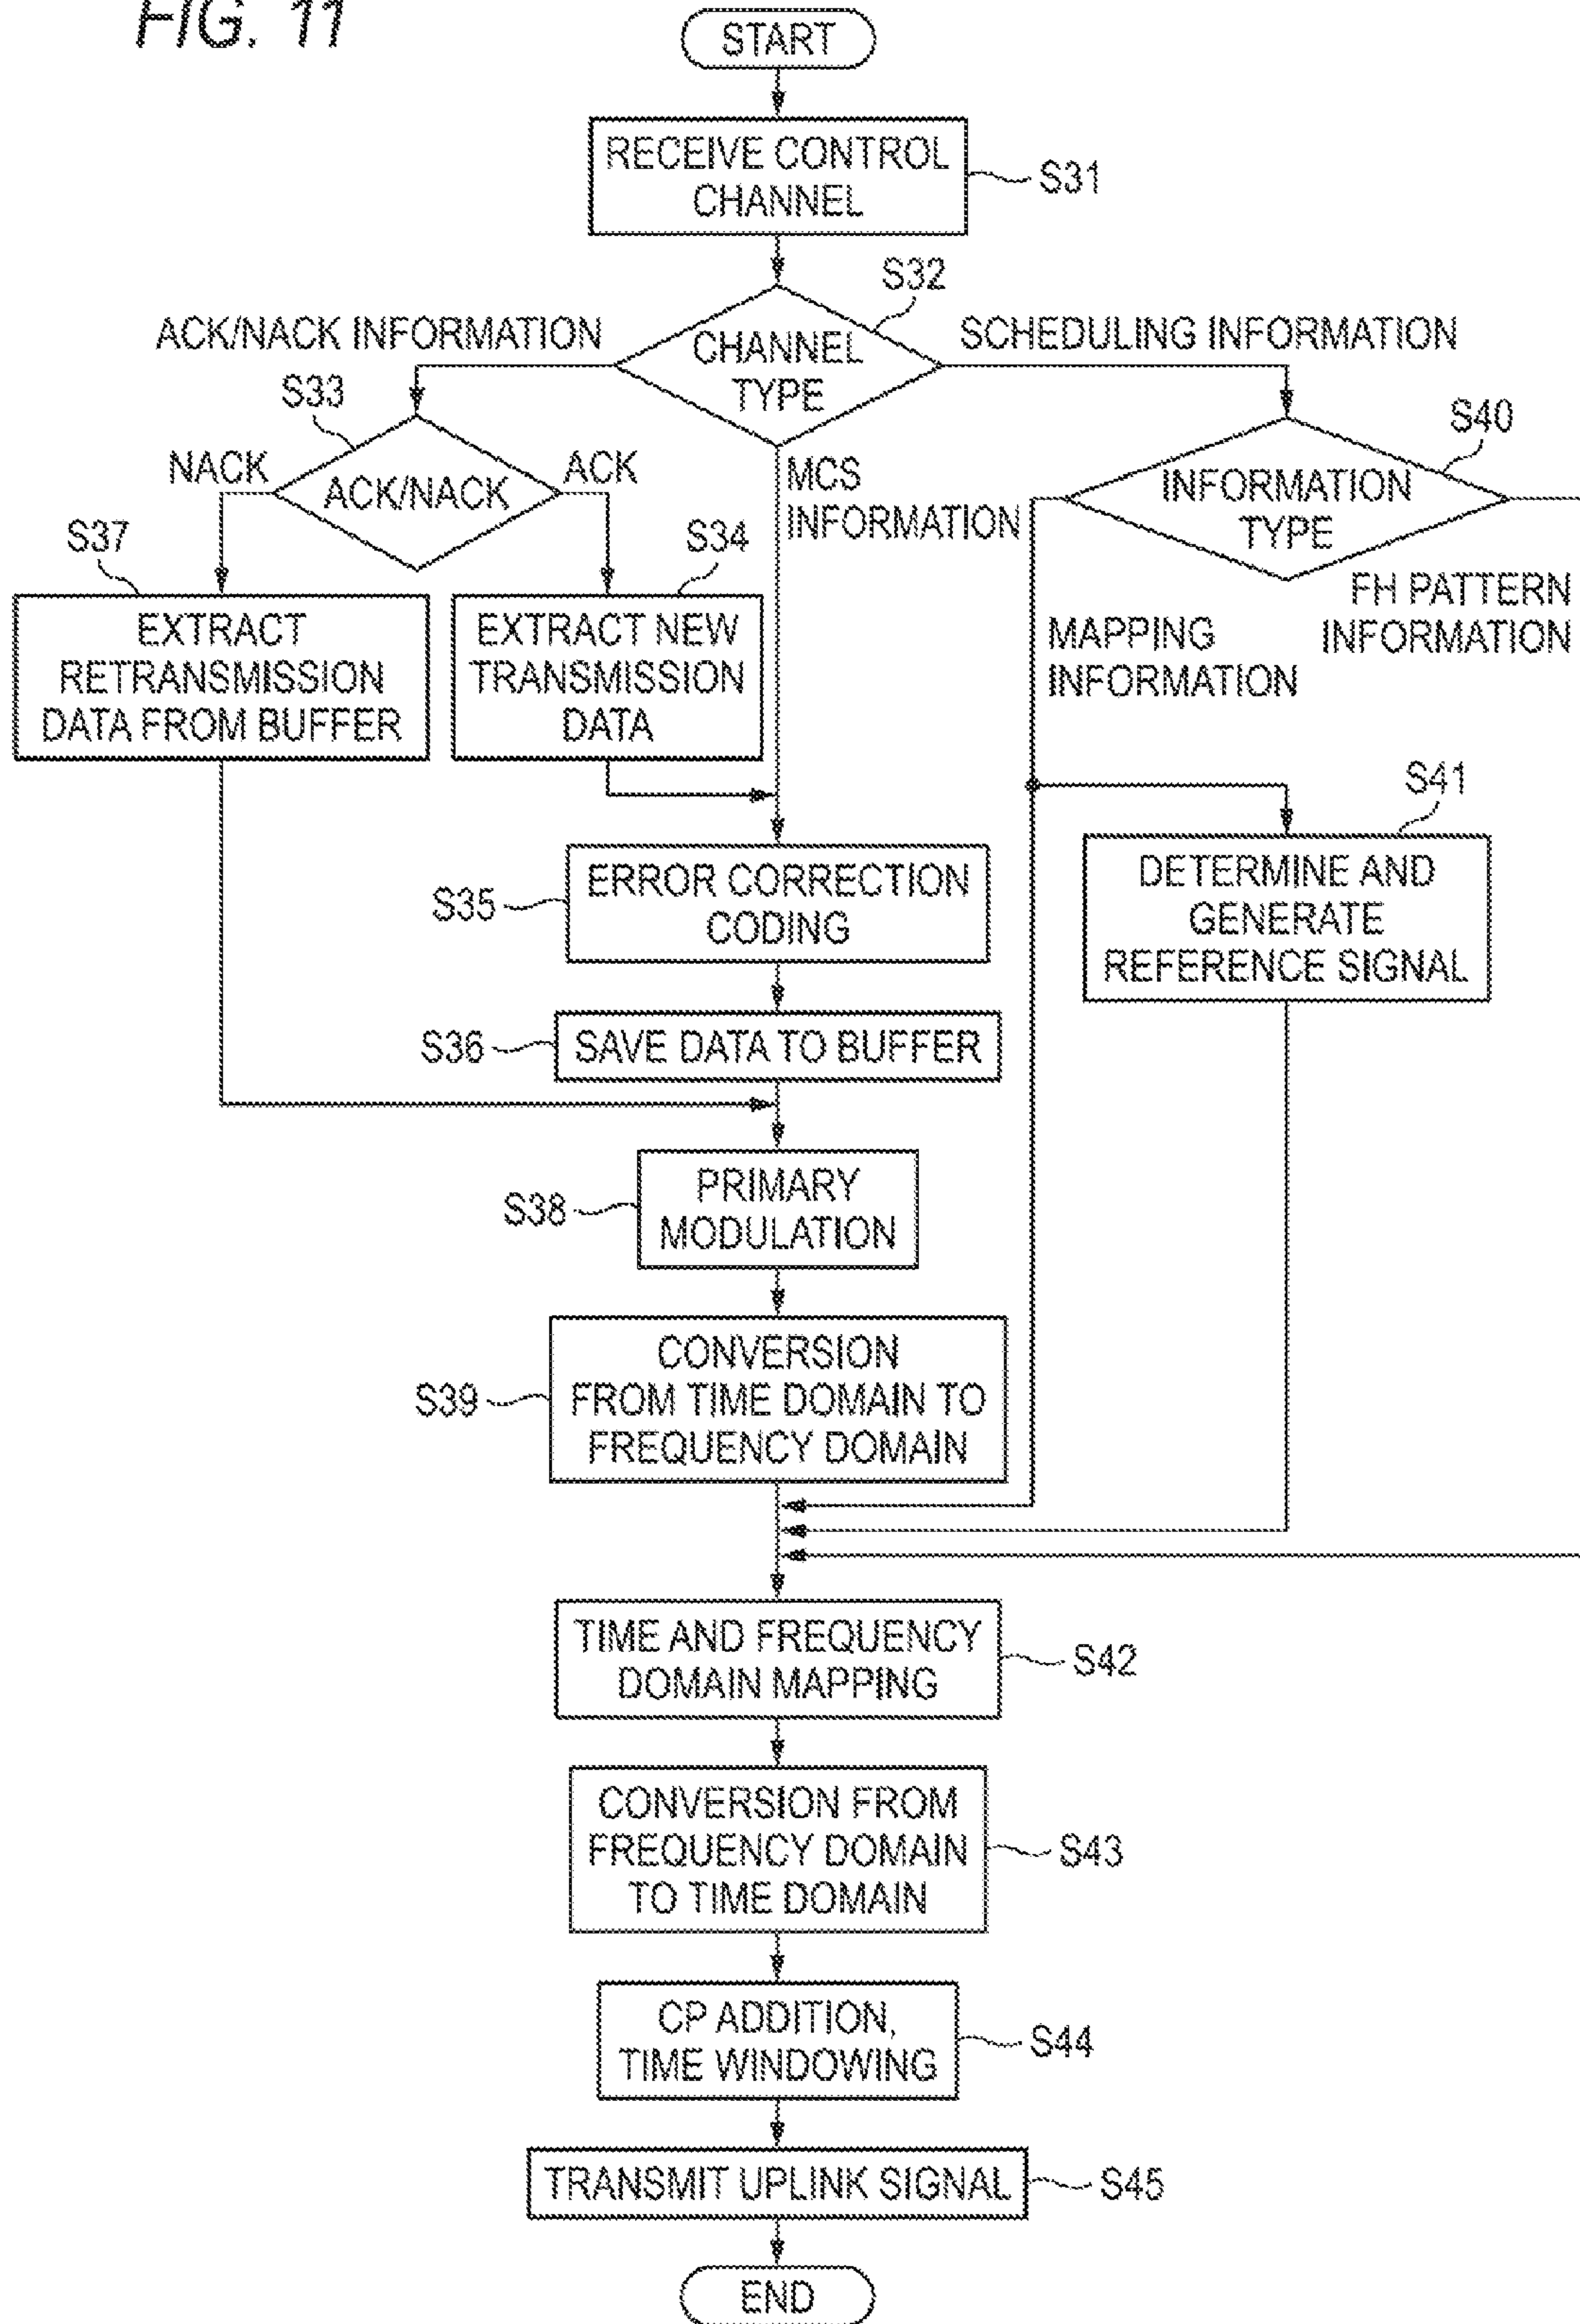 FIG. 11
START
RECEIVE CONTROL
CHANNEL
S31
S32
ACK/NACK INFORMATION
CHANNEL
TYPE
SCHEDULING INFORMATION
S33
S40
NACK
ACK/NACK
ACK
MCS
INFORMATION
INFORMATION
TYPE
S37
S34
FH PATTERN
INFORMATION
MAPPING
INFORMATION
EXTRACT
RETRANSMISSION
DATA FROM BUFFER
EXTRACT NEW
TRANSMISSION
DATA
S41
S35
ERROR CORRECTION
CODING
DETERMINE AND
GENERATE
REFERENCE SIGNAL
S36
SAVE DATA TO BUFFER
S38
PRIMARY
MODULATION
S39
CONVERSION
FROM TIME DOMAIN TO
FREQUENCY DOMAIN
TIME AND FREQUENCY
DOMAIN MAPPING
S42
CONVERSION FROM
FREQUENCY DOMAIN
TO TIME DOMAIN
S43
CP ADDITION,
TIME WINDOWING
S44
TRANSMIT UPLINK SIGNAL
S45
END